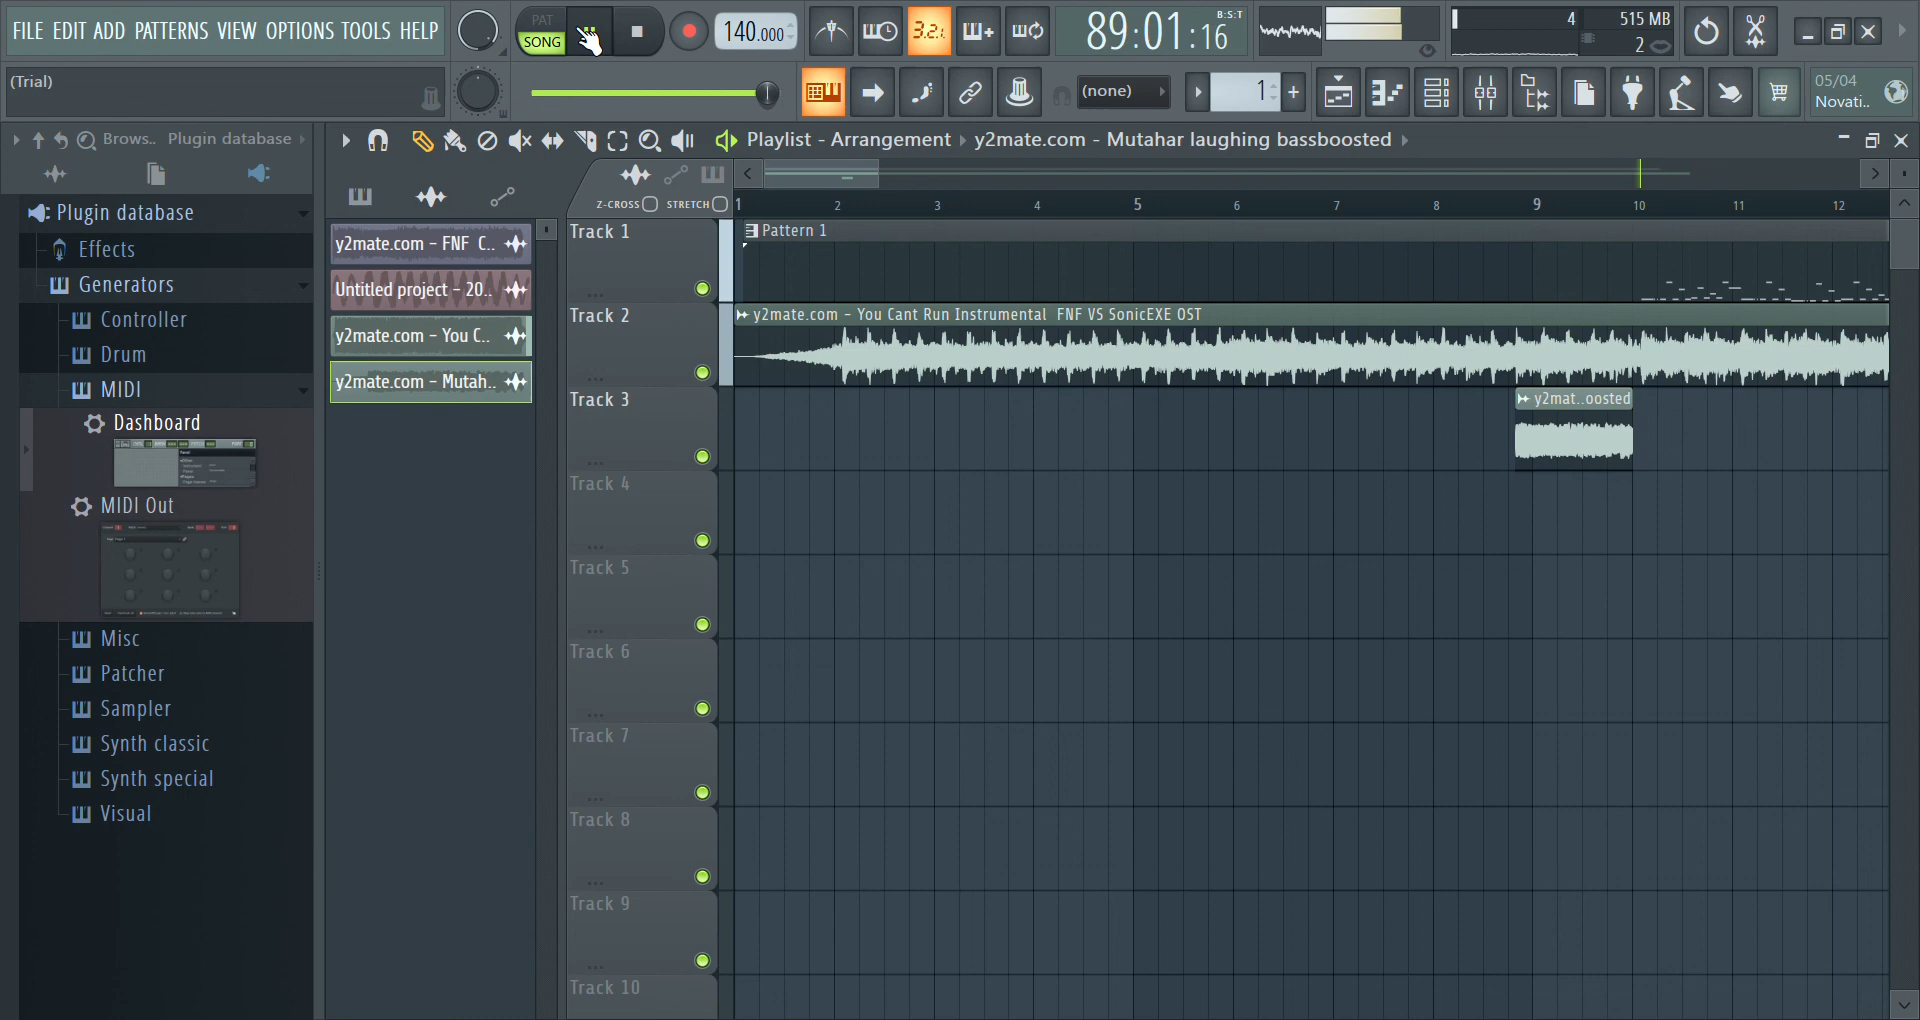 FILE EDIT ADD PATTERNS VIEW OPTIONS TOOLS HELP
PAT
SONG
140.000
3.2.1
B:S:T
89:01:16
4
515 MB
2
(Trial)
(none)
1
05/04
Novati..
Brows.. Plugin database
Playlist - Arrangement y2mate.com - Mutahar laughing bassboosted
Z-CROSS STRETCH
1 2 3 4 5 6 7 8 9 10 11 12
Plugin database
Effects
Generators
Controller
Drum
MIDI
Dashboard
MIDI Out
Misc
Patcher
Sampler
Synth classic
Synth special
Visual
y2mate.com - FNF C..
Untitled project - 20..
y2mate.com - You C..
y2mate.com - Mutah..
Track 1
Pattern 1
Track 2
y2mate.com - You Cant Run Instrumental FNF VS SonicEXE OST
Track 3
y2mat..oosted
Track 4
Track 5
Track 6
Track 7
Track 8
Track 9
Track 10